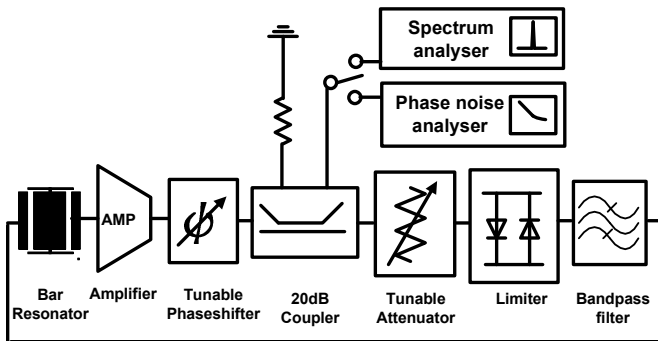 Spectrum
analyser
Phase noise
analyser
AMP
ϕ
Bar
Resonator
Amplifier
Tunable
Phaseshifter
20dB
Coupler
Tunable
Attenuator
Limiter
Bandpass
filter